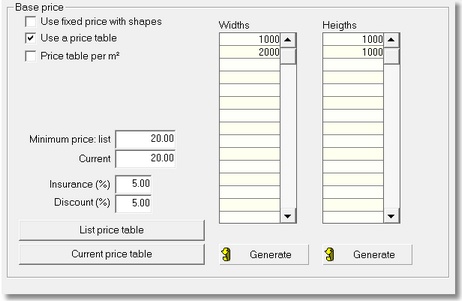 Base price
Use fixed price with shapes
Use a price table
Price table per m²
Widths
1000
2000
Heigths
1000
1000
Minimum price: list 20.00
Current 20.00
Insurance (%) 5.00
Discount (%) 5.00
List price table
Current price table
Generate
Generate